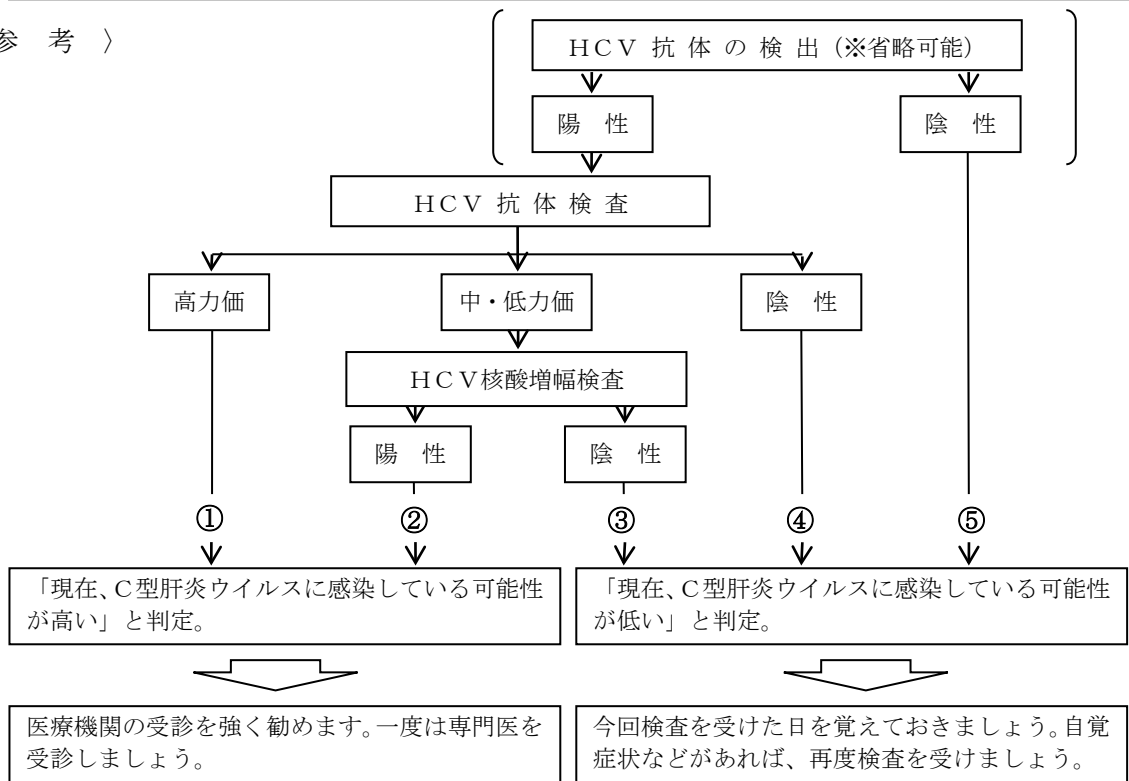 参 考 〉
HCV 抗 体 の 検 出 (※省略可能)
陽 性
陰 性
HCV 抗 体 検 査
高力価
中・低力価
陰 性
HCV核酸増幅検査
陽 性
陰 性
①
②
③
④
⑤
「現在、C型肝炎ウイルスに感染している可能性
が高い」と判定。
「現在、C型肝炎ウイルスに感染している可能性
が低い」と判定。
医療機関の受診を強く勧めます。一度は専門医を
受診しましょう。
今回検査を受けた日を覚えておきましょう。自覚
症状などがあれば、再度検査を受けましょう。